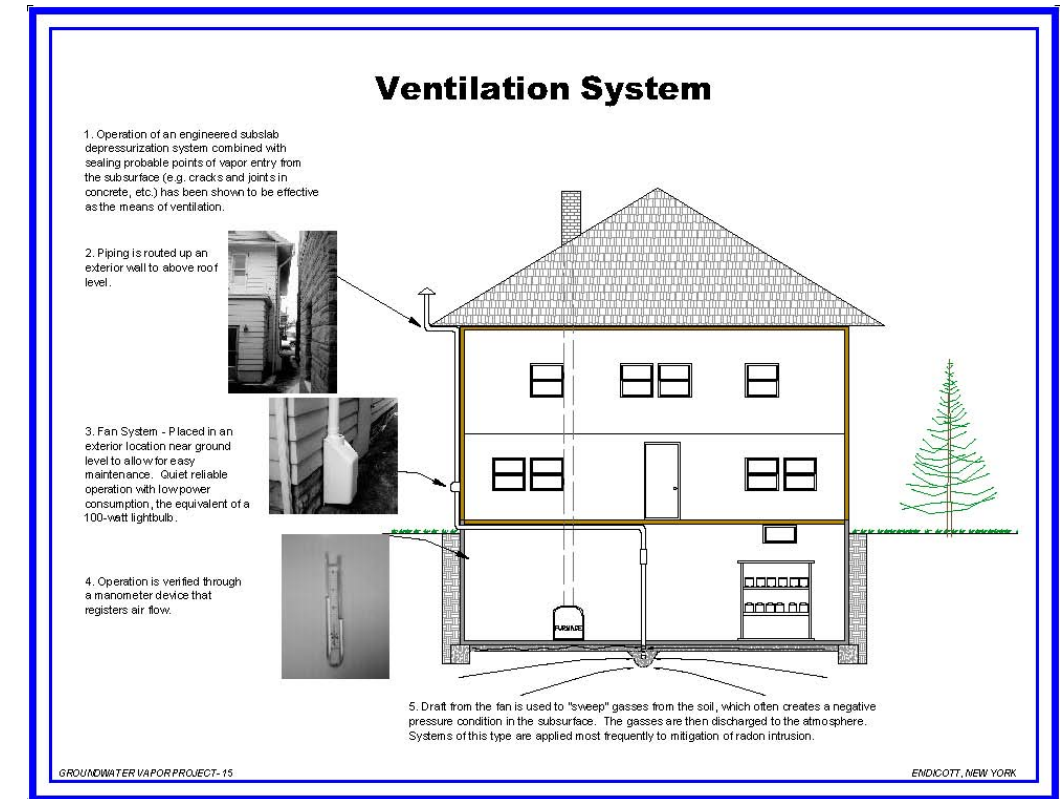 Ventilation System
1. Operation of an engineered subslab
depressurization system combined with
sealing probable points of vapor entry from
the subsurface (e.g. cracks and joints in
concrete, etc.) has been shown to be effective
as the means of ventilation.
2. Piping is routed up an
exterior wall to above roof
level.
3. Fan System - Placed in an
exterior location near ground
level to allow for easy
maintenance. Quiet reliable
operation with low power
consumption, the equivalent of a
100-watt lightbulb.
4. Operation is verified through
a manometer device that
registers air flow.
FURNACE
5. Draft from the fan is used to "sweep" gasses from the soil, which often creates a negative
pressure condition in the subsurface. The gasses are then discharged to the atmosphere.
Systems of this type are applied most frequently to mitigation of radon intrusion.
GROUNDWATER VAPOR PROJECT- 15
ENDICOTT, NEW YORK